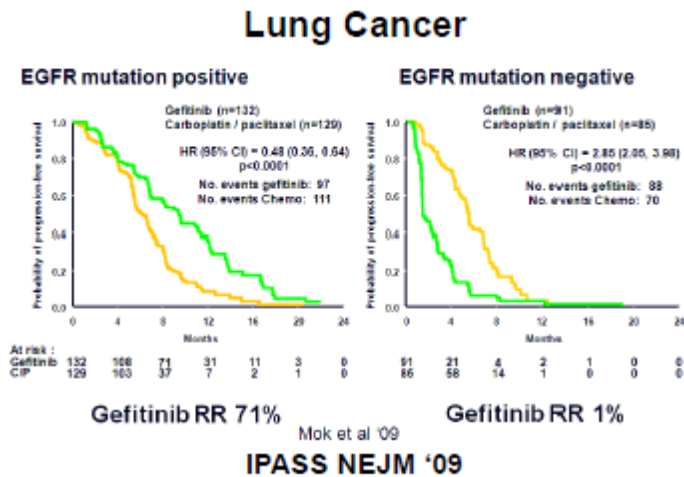 Lung Cancer
EGFR mutation positive
Gefitinib (n=132)
Carboplatin / paclitaxel (n=129)
HR (95% CI) = 0.48 (0.36, 0.64)
p<0.0001
No. events gefitinib: 97
No. events Chemo: 111
Probability of progression-free survival
1.0
0.8
0.6
0.4
0.2
0.0
0 4 8 12 16 20 24
Months
At risk :
Gefitinib 132 108 71 31 11 3 0
C/P 129 103 37 7 2 1 0
Gefitinib RR 71%
EGFR mutation negative
Gefitinib (n=91)
Carboplatin / paclitaxel (n=85)
HR (95% CI) = 2.85 (2.05, 3.98)
p<0.0001
No. events gefitinib: 88
No. events Chemo: 70
Probability of progression-free survival
1.0
0.8
0.6
0.4
0.2
0.0
0 4 8 12 16 20 24
Months
91 21 4 2 1 0 0
85 58 14 1 0 0 0
Gefitinib RR 1%
Mok et al '09
IPASS NEJM '09